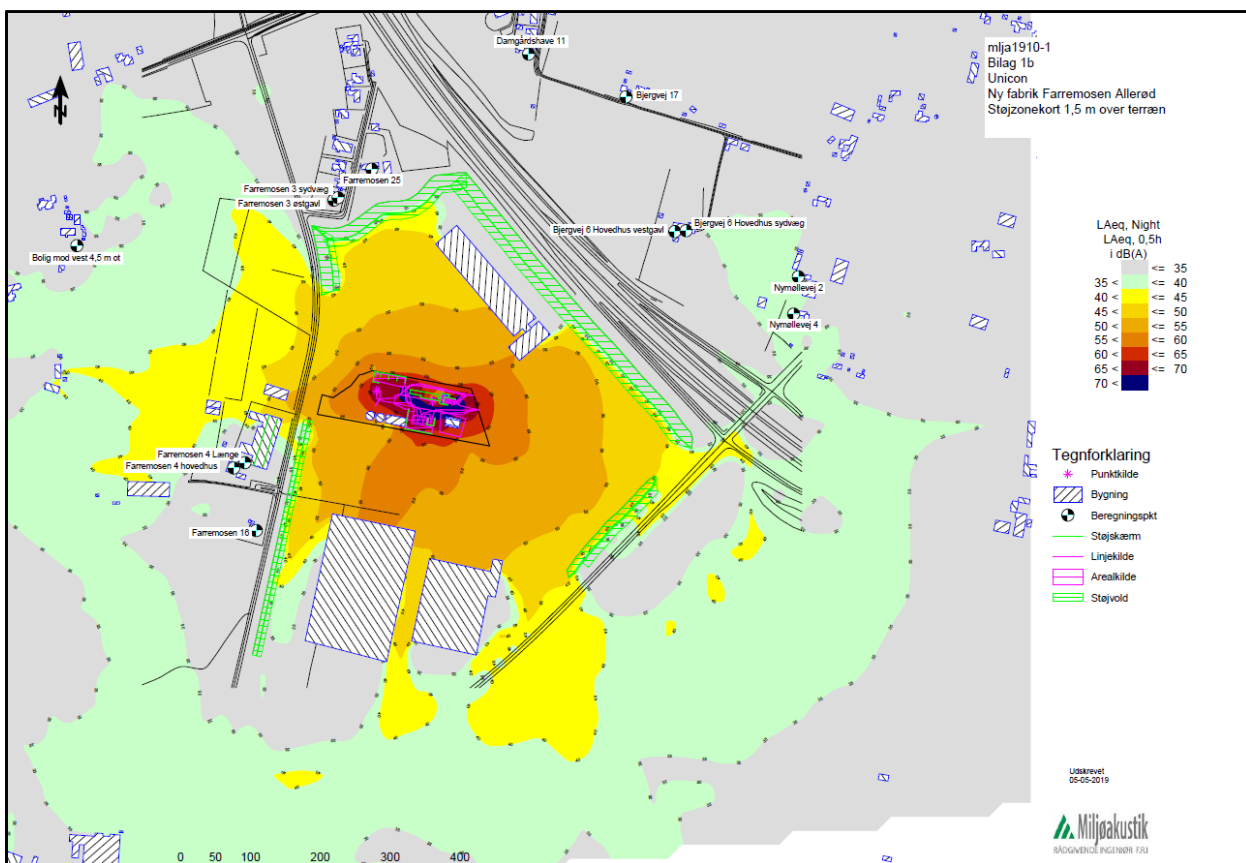 Damgårdshave 11
Bjergvej 17
mlja1910-1
Bilag 1b
Unicon
Ny fabrik Farremosen Allerød
Støjzonekort 1,5 m over terræn
N
Farremosen 25
Farremosen 3 sydvæg
Farremosen 3 østgavl
Bjergvej 6 Hovedhus vestgavl
Bjergvej 6 Hovedhus sydvæg
Bolig mod vest 4,5 m ot
Nymøllevej 2
Nymøllevej 4
LAeq, Night
LAeq, 0,5h
i dB(A)
<= 35
35 < <= 40
40 < <= 45
45 < <= 50
50 < <= 55
55 < <= 60
60 < <= 65
65 < <= 70
70 <
Farremosen 4 Længe
Farremosen 4 hovedhus
Farremosen 16
Tegnforklaring
Punktkilde
Bygning
Beregningspkt
Støjskærm
Linjekilde
Arealkilde
Støjvold
Udskrevet
05-05-2019
Miljøakustik
RÅDGIVENDE INGENIØR F.R.I
0 50 100 200 300 400